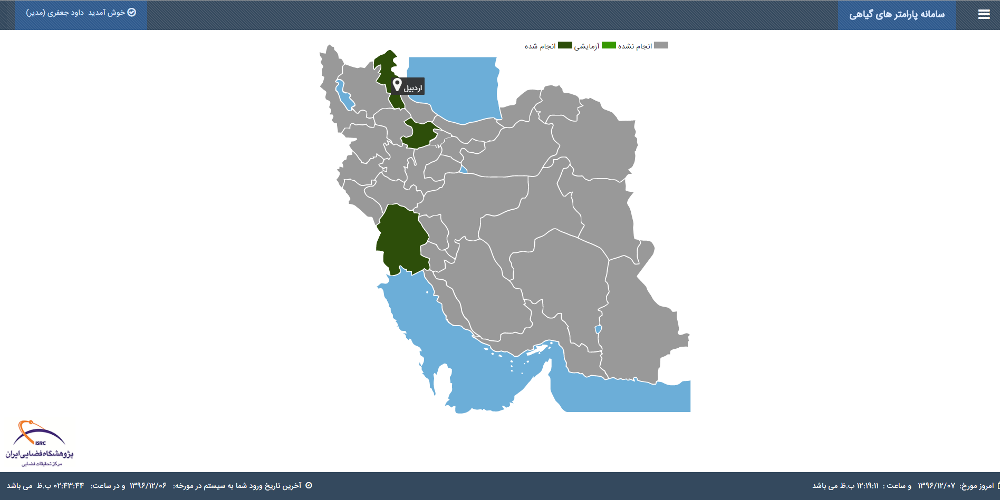 سامانه پارامتر های گیاهی
خوش آمدید داود جعفری (مدیر)
انجام نشده
آزمایشی
انجام شده
اردبیل
ISRC
پژوهشگاه فضایی ایران
مرکز تحقیقات فضایی
امروز مورخ: ۱۳۹۶/۱۲/۰۷ و ساعت : ۱۲:۱۹:۱۱ ب.ظ می باشد
آخرین تاریخ ورود شما به سیستم در مورخه: ۱۳۹۶/۱۲/۰۶ و در ساعت: ۰۲:۴۳:۴۴ ب.ظ می باشد